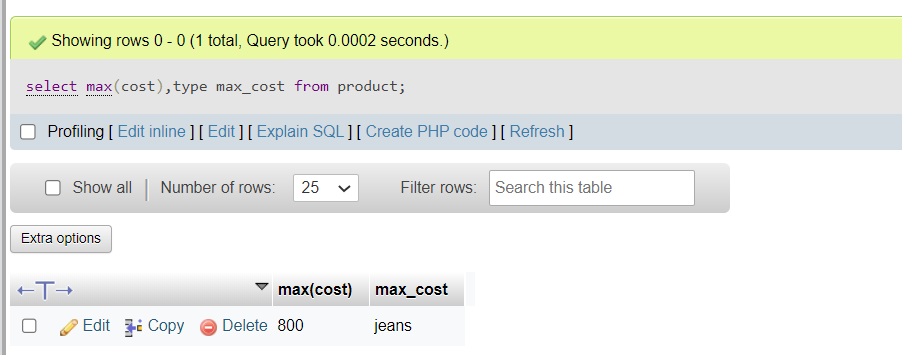 Showing rows 0 - 0 (1 total, Query took 0.0002 seconds.)
select max(cost),type max_cost from product;
Profiling [ Edit inline ] [ Edit ] [ Explain SQL ] [ Create PHP code ] [ Refresh ]
Show all Number of rows: 25 Filter rows: Search this table
Extra options
←T→ max(cost) max_cost
Edit Copy Delete 800 jeans